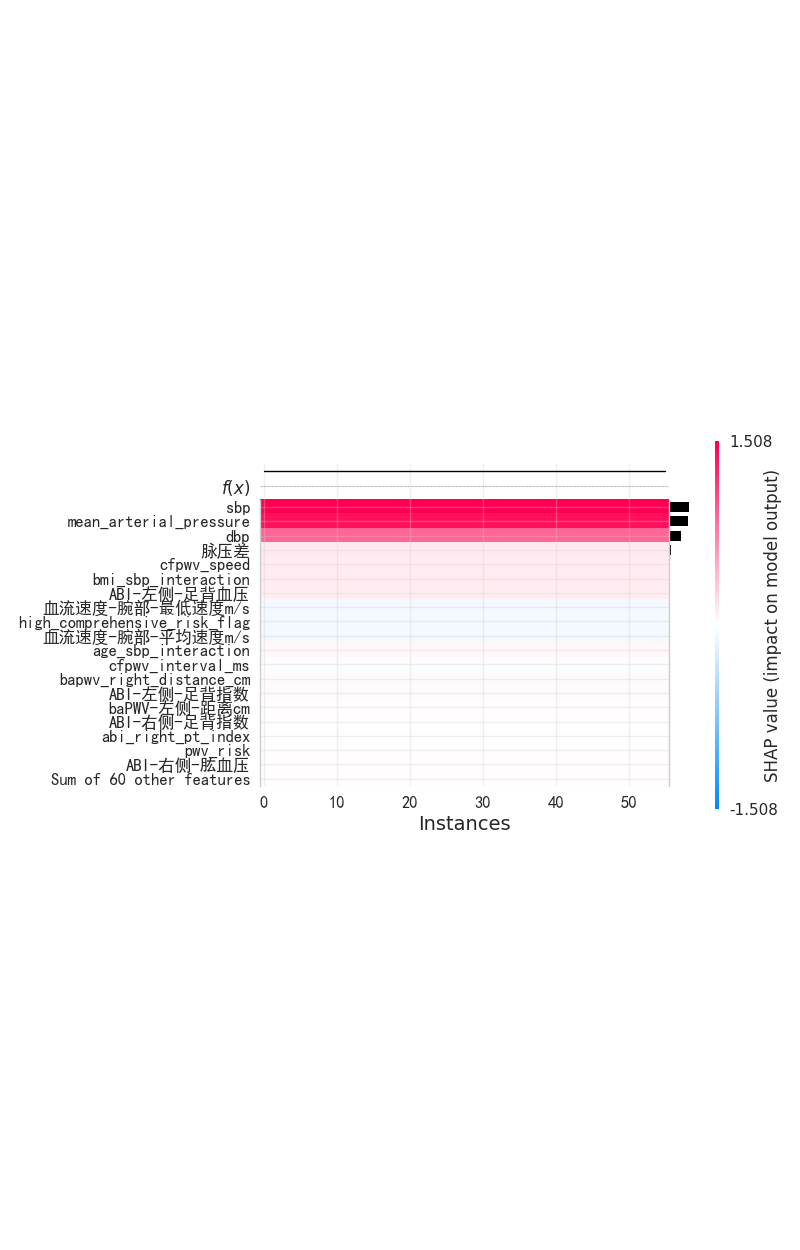 1.508
f(x)
sbp
mean_arterial_pressure
dbp
脉压差
cfpwv_speed
bmi_sbp_interaction
ABI-左侧-足背血压
血流速度-腕部-最低速度m/s
high_comprehensive_risk_flag
血流速度-腕部-平均速度m/s
age_sbp_interaction
cfpwv_interval_ms
bapwv_right_distance_cm
ABI-左侧-足背指数
baPWV-左侧-距离cm
ABI-右侧-足背指数
abi_right_pt_index
pwv_risk
ABI-右侧-肱血压
Sum of 60 other features
0 10 20 30 40 50
Instances
SHAP value (impact on model output)
-1.508